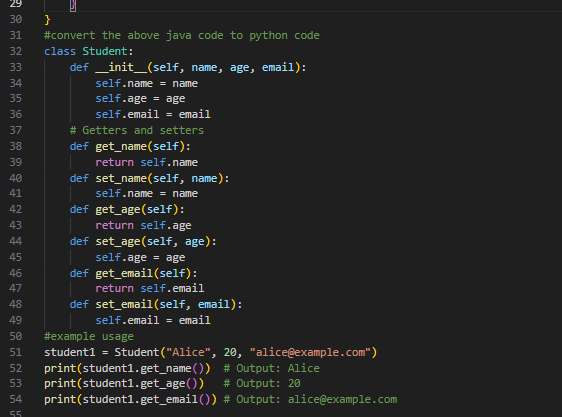 29 }
30 }
31 #convert the above java code to python code
32 class Student:
33 def __init__(self, name, age, email):
34 self.name = name
35 self.age = age
36 self.email = email
37 # Getters and setters
38 def get_name(self):
39 return self.name
40 def set_name(self, name):
41 self.name = name
42 def get_age(self):
43 return self.age
44 def set_age(self, age):
45 self.age = age
46 def get_email(self):
47 return self.email
48 def set_email(self, email):
49 self.email = email
50 #example usage
51 student1 = Student("Alice", 20, "alice@example.com")
52 print(student1.get_name())  # Output: Alice
53 print(student1.get_age())   # Output: 20
54 print(student1.get_email()) # Output: alice@example.com
55